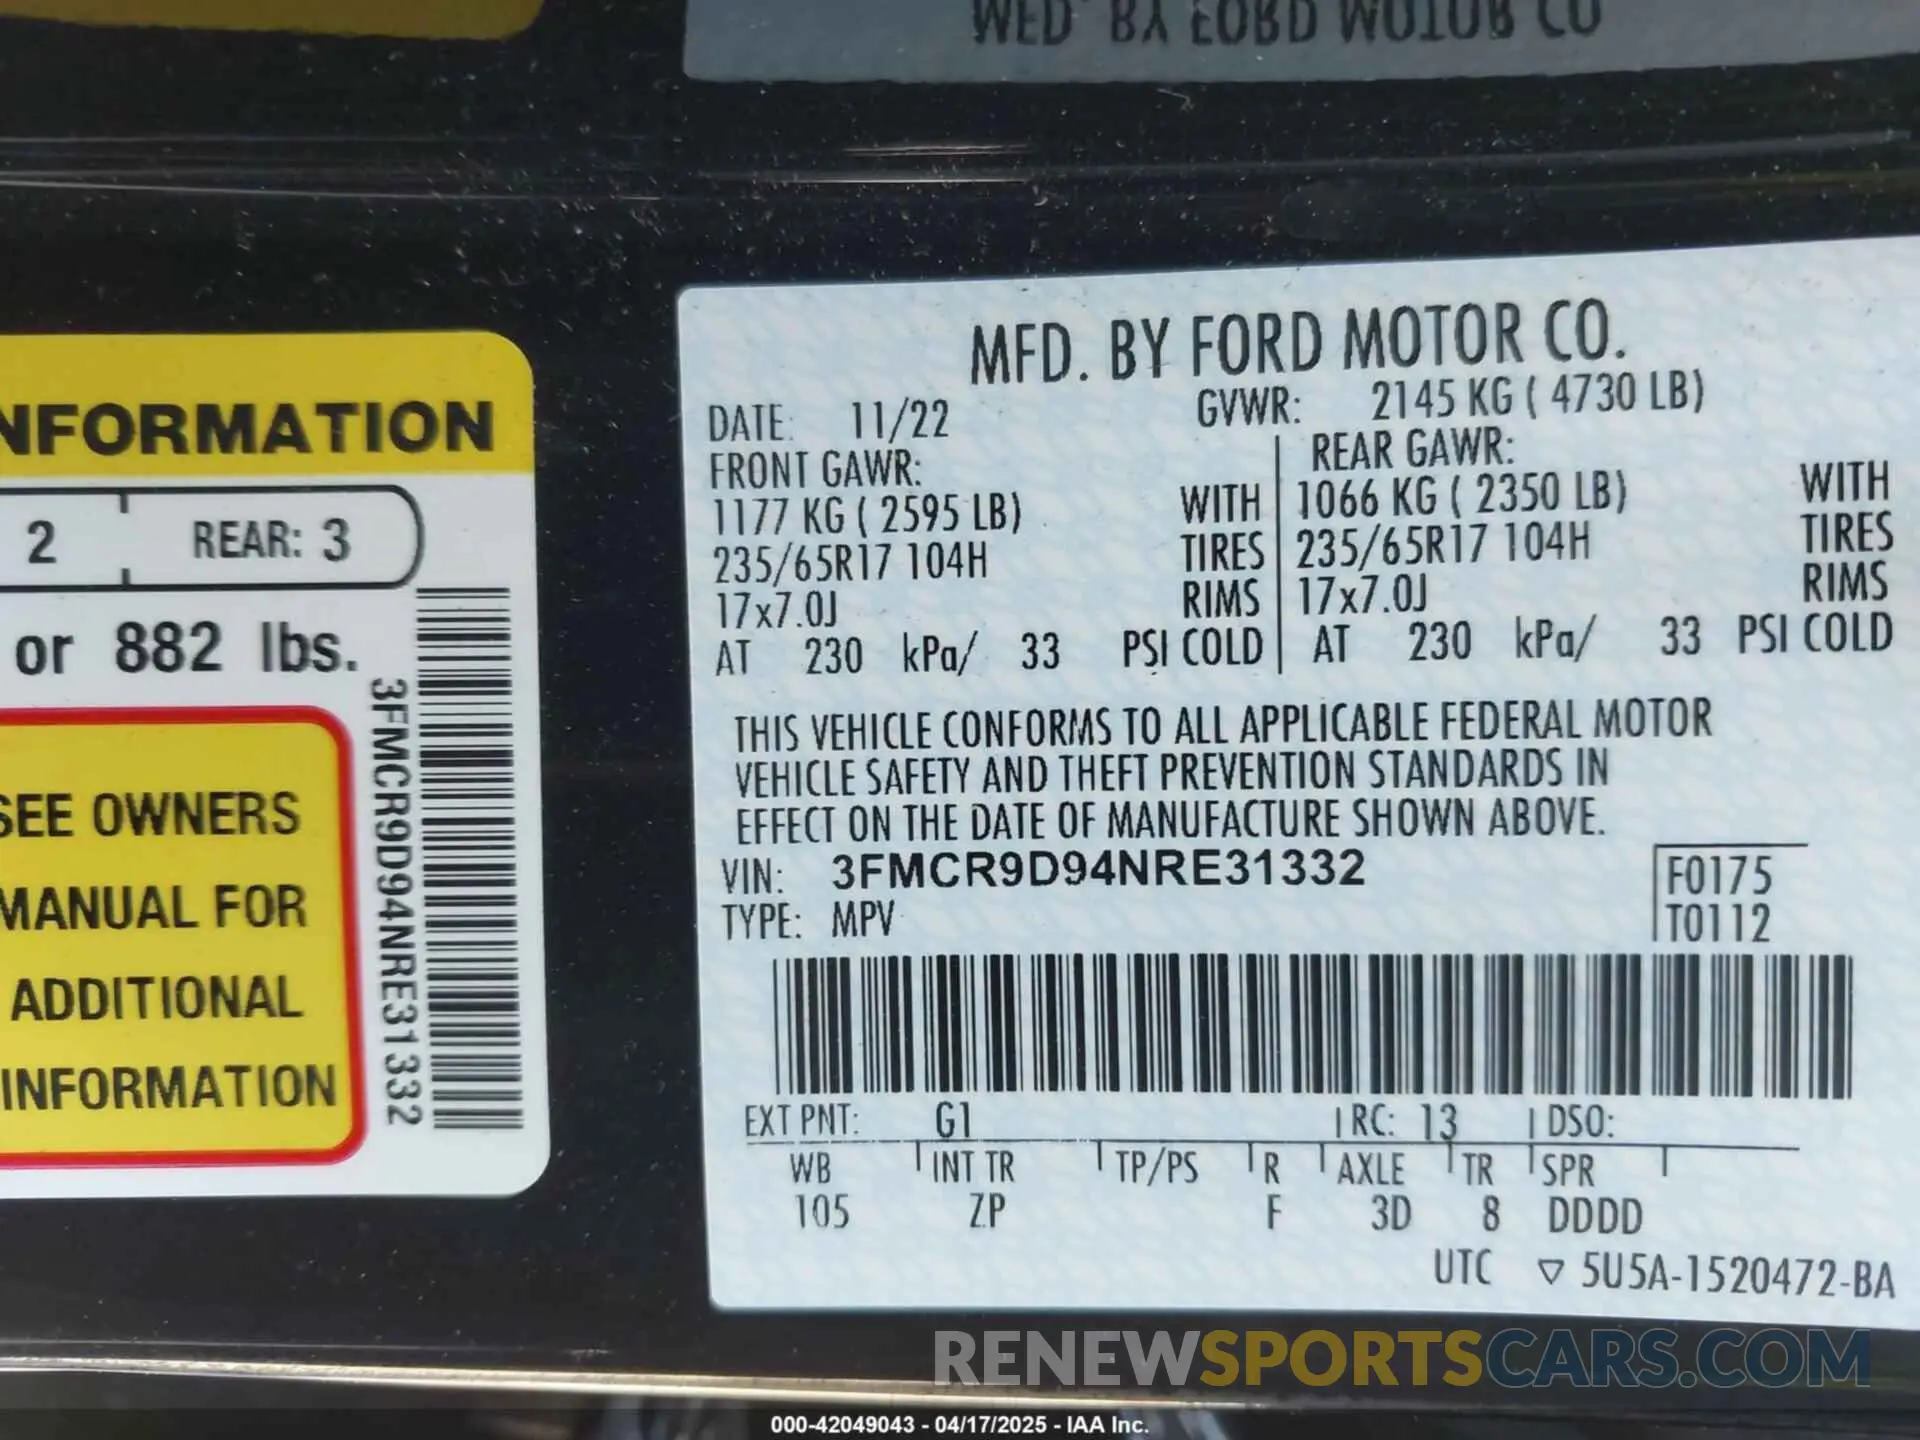 MFD. BY FORD MOTOR CO
NFORMATION
2 REAR: 3
or 882 lbs.
SEE OWNERS
MANUAL FOR
ADDITIONAL
INFORMATION
3FMCR9D94NRE31332
MFD. BY FORD MOTOR CO.
DATE: 11/22 GVWR: 2145 KG ( 4730 LB)
FRONT GAWR: REAR GAWR:
1177 KG ( 2595 LB) WITH 1066 KG ( 2350 LB) WITH
235/65R17 104H TIRES 235/65R17 104H TIRES
17x7.0J RIMS 17x7.0J RIMS
AT 230 kPa/ 33 PSI COLD AT 230 kPa/ 33 PSI COLD
THIS VEHICLE CONFORMS TO ALL APPLICABLE FEDERAL MOTOR
VEHICLE SAFETY AND THEFT PREVENTION STANDARDS IN
EFFECT ON THE DATE OF MANUFACTURE SHOWN ABOVE.
VIN: 3FMCR9D94NRE31332 F0175
TYPE: MPV T0112
EXT PNT: G1 RC: 13 DSO:
WB INT TR TP/PS R AXLE TR SPR
105 ZP F 3D 8 DDDD
UTC ▽ 5U5A-1520472-BA
RENEWSPORTSCARS.COM
000-42049043 - 04/17/2025 - IAA Inc.